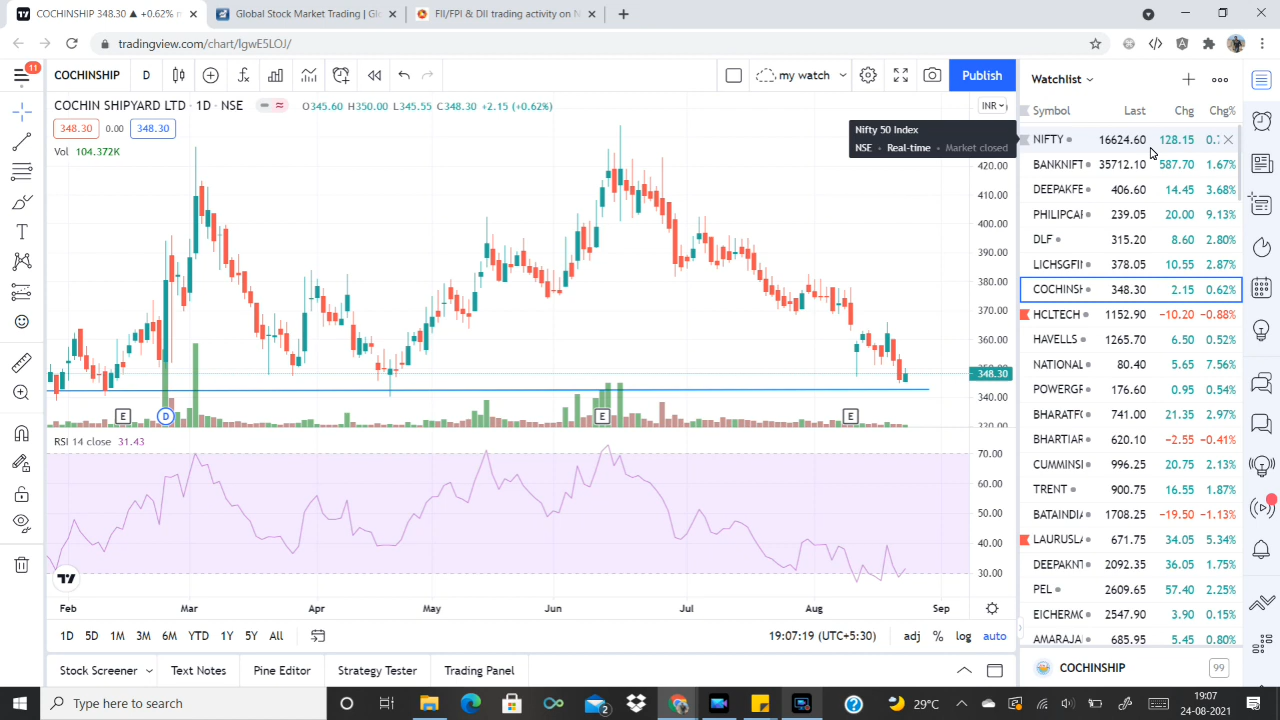 COCHINSHIP 348.30 ▲ +0.62%
Global Stock Market Trading | Gl
FII/FPI & DII trading activity on N
tradingview.com/chart/lgwE5LOJ/
11
COCHINSHIP
D
my watch
Publish
Watchlist
COCHIN SHIPYARD LTD · 1D · NSE
O345.60 H350.00 L345.55 C348.30 +2.15 (+0.62%)
INR
348.30 0.00 348.30
Vol 104.372K
Nifty 50 Index
NSE • Real-time • Market closed
Symbol Last Chg Chg%
NIFTY 16624.60 128.15
BANKNIFT 35712.10 587.70 1.67%
DEEPAKFE 406.60 14.45 3.68%
PHILIPCAF 239.05 20.00 9.13%
DLF 315.20 8.60 2.80%
LICHSGFIN 378.05 10.55 2.87%
COCHINSH 348.30 2.15 0.62%
HCLTECH 1152.90 −10.20 −0.88%
HAVELLS 1265.70 6.50 0.52%
NATIONAL 80.40 5.65 7.56%
POWERGF 176.60 0.95 0.54%
BHARATFO 741.00 21.35 2.97%
BHARTIAR 620.10 −2.55 −0.41%
CUMMINSI 996.25 20.75 2.13%
TRENT 900.75 16.55 1.87%
BATAINDIA 1708.25 −19.50 −1.13%
LAURUSLA 671.75 34.05 5.34%
DEEPAKNT 2092.35 36.05 1.75%
PEL 2609.65 57.40 2.25%
EICHERMO 2547.90 3.90 0.15%
AMARAJA 685.95 5.45 0.80%
420.00
410.00
400.00
390.00
380.00
370.00
360.00
348.30
340.00
330.00
E D E E
RSI 14 close 31.43
70.00
60.00
50.00
40.00
30.00
Feb Mar Apr May Jun Jul Aug Sep
1D 5D 1M 3M 6M YTD 1Y 5Y All
19:07:19 (UTC+5:30) adj % log auto
Stock Screener Text Notes Pine Editor Strategy Tester Trading Panel
COCHINSHIP 99
Type here to search
2
29°C
19:07
24-08-2021